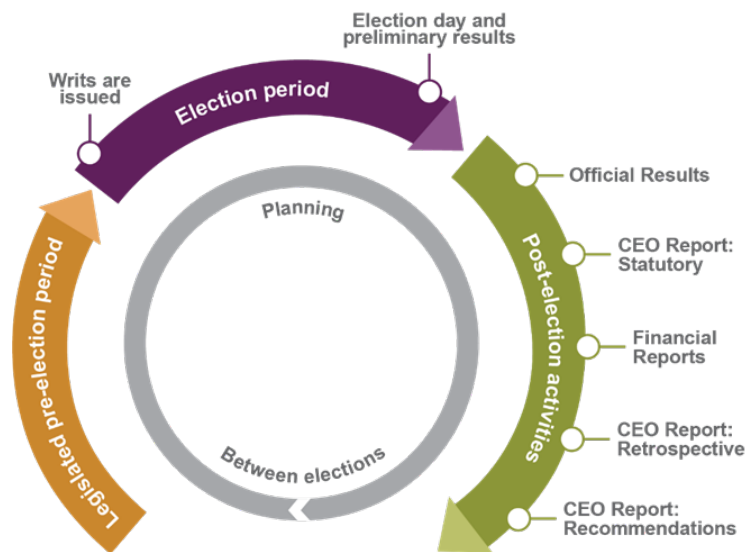 Election day and
preliminary results
Writs are
issued
Election period
Official Results
Planning
CEO Report:
Statutory
Legislated pre-election period
Post-election activities
Financial
Reports
CEO Report:
Retrospective
Between elections
CEO Report:
Recommendations